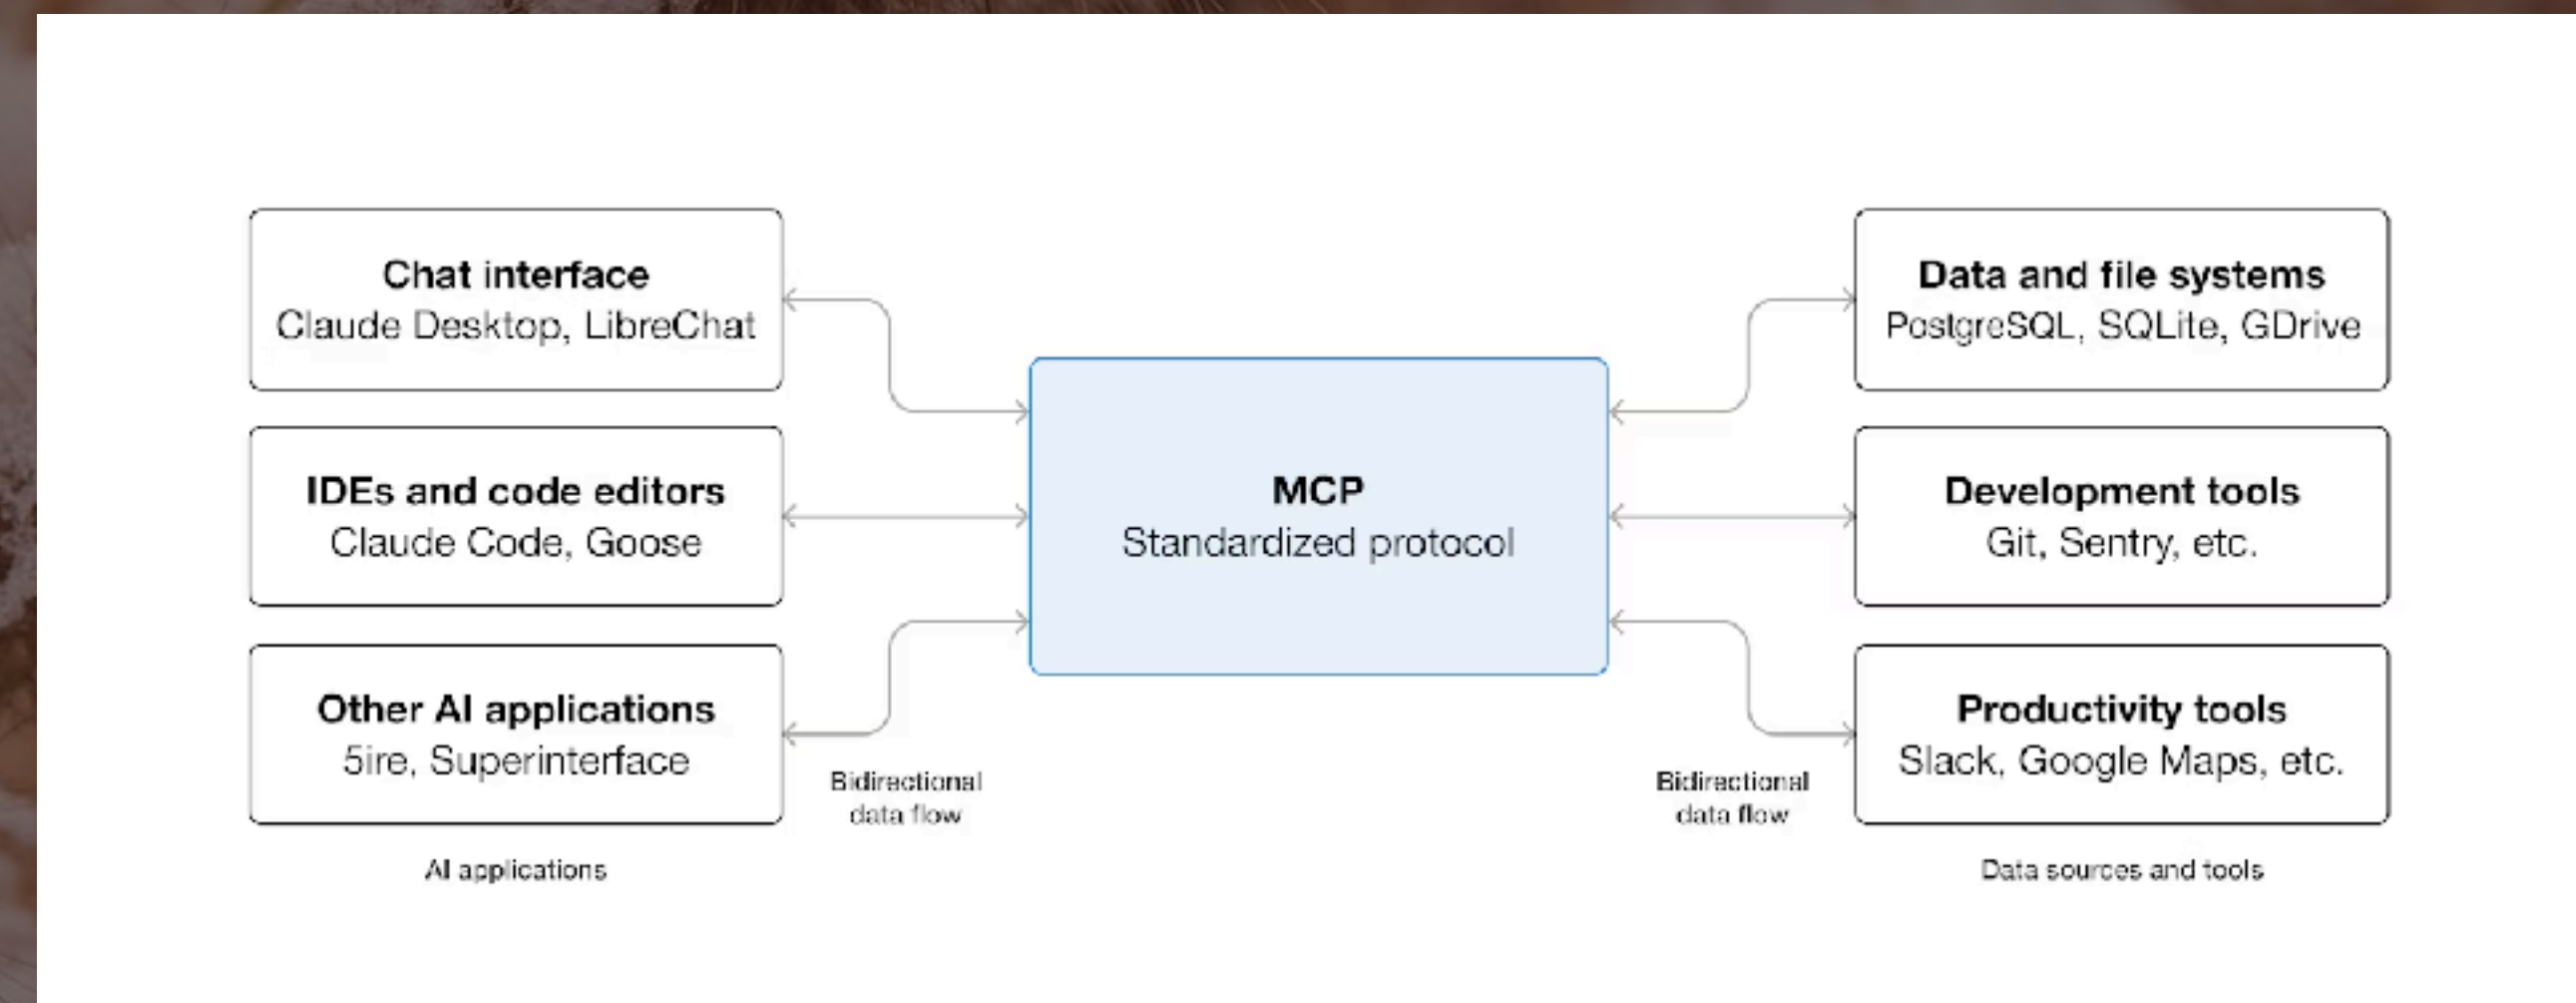 Chat interface
Claude Desktop, LibreChat
IDEs and code editors
Claude Code, Goose
Other AI applications
5ire, Superinterface
AI applications
Bidirectional
data flow
MCP
Standardized protocol
Bidirectional
data flow
Data and file systems
PostgreSQL, SQLite, GDrive
Development tools
Git, Sentry, etc.
Productivity tools
Slack, Google Maps, etc.
Data sources and tools